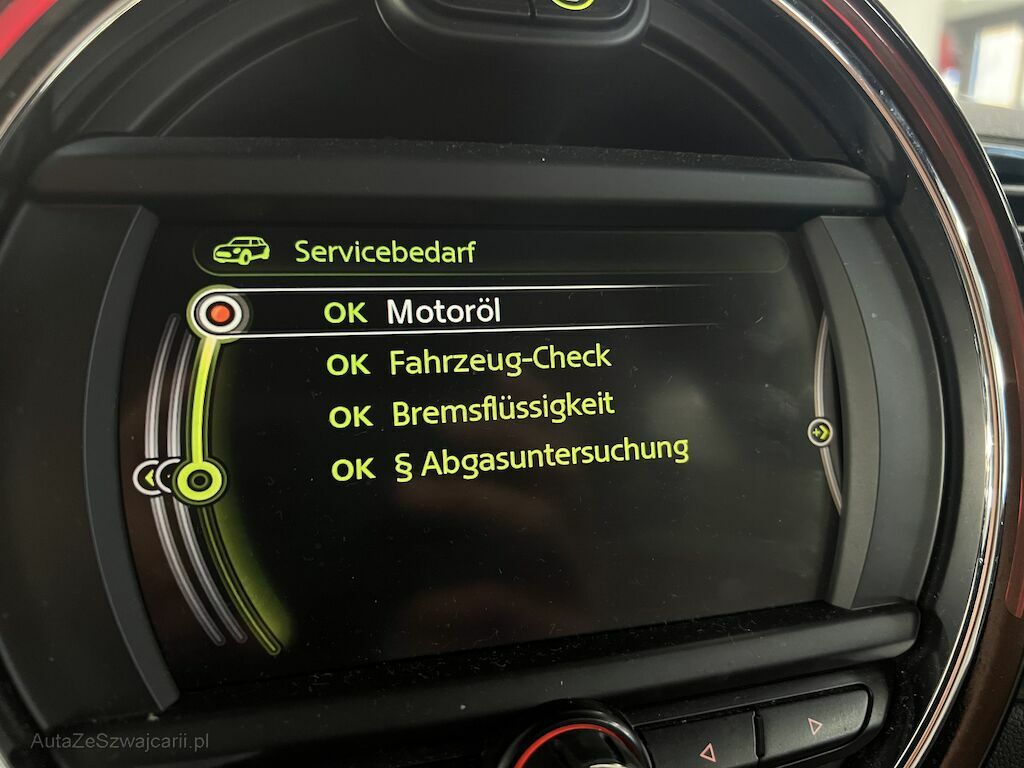 Servicebedarf
OK Motoröl
OK Fahrzeug-Check
OK Bremsflüssigkeit
OK § Abgasuntersuchung
AutaZeSzwajcarii.pl